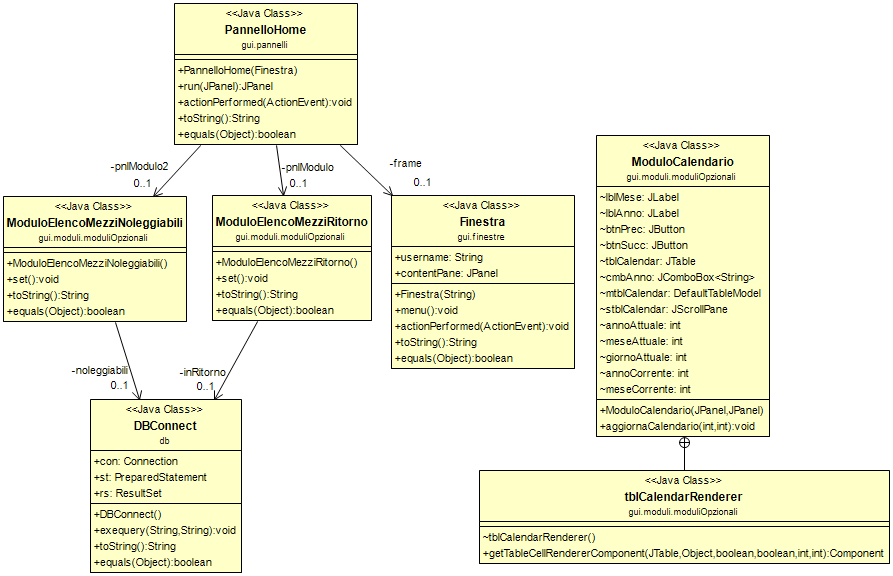 <<Java Class>>
PannelloHome
gui.pannelli
+PannelloHome(Finestra)
+run(JPanel):JPanel
+actionPerformed(ActionEvent):void
+toString():String
+equals(Object):boolean
-pnlModulo2
0..1
-pnlModulo
0..1
-frame
0..1
<<Java Class>>
ModuloElencoMezziNoleggiabili
gui.moduli.moduliOpzionali
+ModuloElencoMezziNoleggiabili()
+set():void
+toString():String
+equals(Object):boolean
<<Java Class>>
ModuloElencoMezziRitorno
gui.moduli.moduliOpzionali
+ModuloElencoMezziRitorno()
+set():void
+toString():String
+equals(Object):boolean
<<Java Class>>
Finestra
gui.finestre
+username: String
+contentPane: JPanel
+Finestra(String)
+menu():void
+actionPerformed(ActionEvent):void
+toString():String
+equals(Object):boolean
-noleggiabili
0..1
-inRitorno
0..1
<<Java Class>>
DBConnect
db
+con: Connection
+st: PreparedStatement
+rs: ResultSet
+DBConnect()
+exequery(String,String):void
+toString():String
+equals(Object):boolean
<<Java Class>>
ModuloCalendario
gui.moduli.moduliOpzionali
~lblMese: JLabel
~lblAnno: JLabel
~btnPrec: JButton
~btnSucc: JButton
~tblCalendar: JTable
~cmbAnno: JComboBox<String>
~mtblCalendar: DefaultTableModel
~stblCalendar: JScrollPane
~annoAttuale: int
~meseAttuale: int
~giornoAttuale: int
~annoCorrente: int
~meseCorrente: int
+ModuloCalendario(JPanel,JPanel)
+aggiornaCalendario(int,int):void
<<Java Class>>
tblCalendarRenderer
gui.moduli.moduliOpzionali
~tblCalendarRenderer()
+getTableCellRendererComponent(JTable,Object,boolean,boolean,int,int):Component